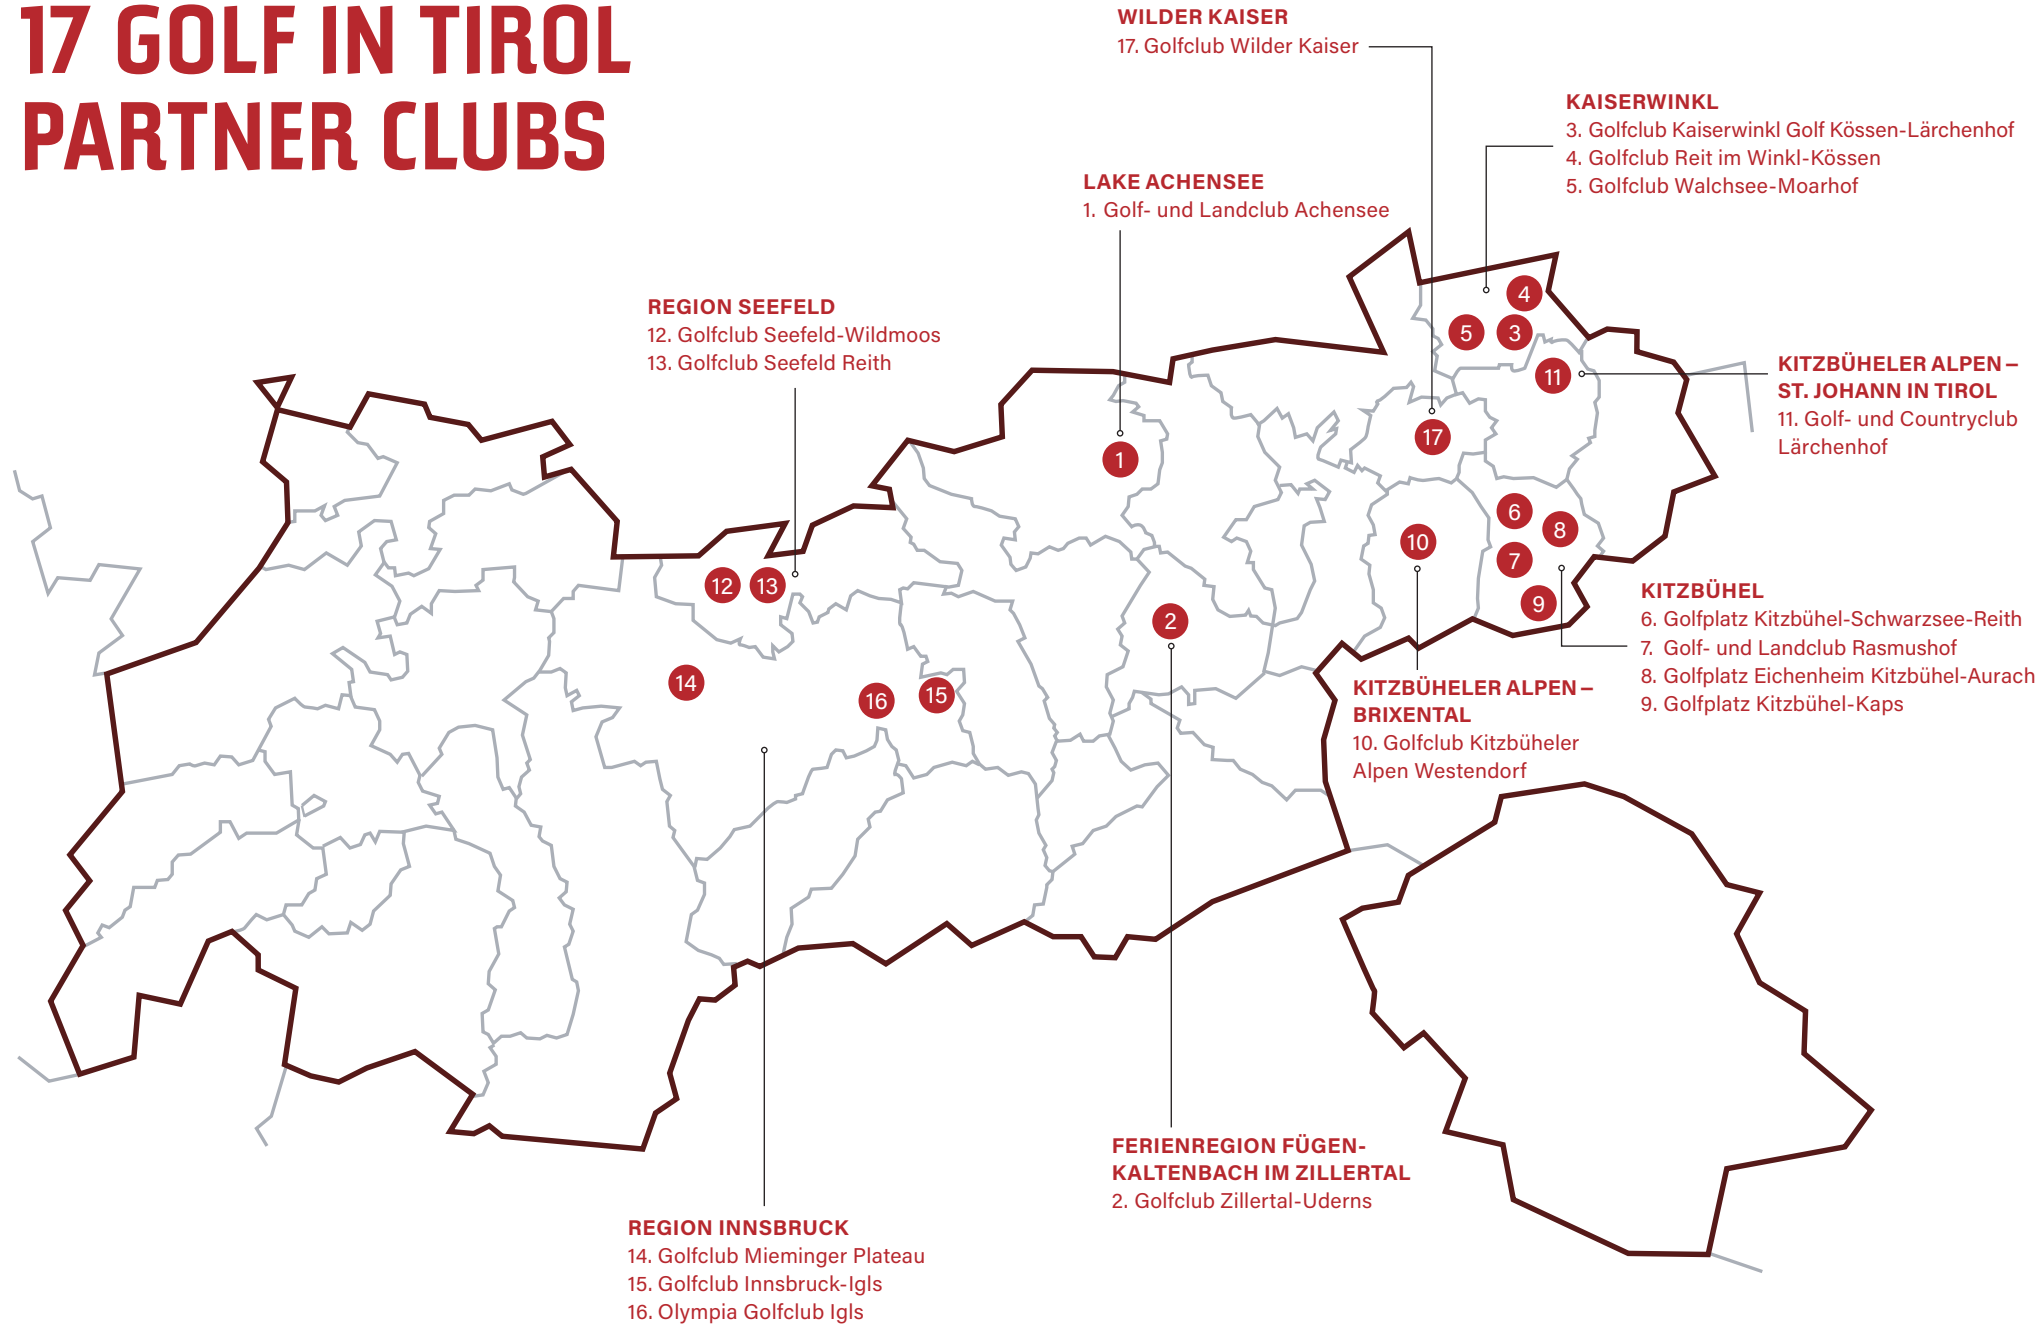 17 GOLF IN TIROL
PARTNER CLUBS
WILDER KAISER
17. Golfclub Wilder Kaiser
KAISERWINKL
3. Golfclub Kaiserwinkl Golf Kössen-Lärchenhof
4. Golfclub Reit im Winkl-Kössen
5. Golfclub Walchsee-Moarhof
LAKE ACHENSEE
1. Golf- und Landclub Achensee
REGION SEEFELD
12. Golfclub Seefeld-Wildmoos
13. Golfclub Seefeld Reith
KITZBÜHELER ALPEN –
ST. JOHANN IN TIROL
11. Golf- und Countryclub
Lärchenhof
4
5
3
11
17
1
6
8
10
7
9
12
13
2
14
16
15
KITZBÜHEL
6. Golfplatz Kitzbühel-Schwarzsee-Reith
7. Golf- und Landclub Rasmushof
8. Golfplatz Eichenheim Kitzbühel-Aurach
9. Golfplatz Kitzbühel-Kaps
KITZBÜHELER ALPEN –
BRIXENTAL
10. Golfclub Kitzbüheler
Alpen Westendorf
FERIENREGION FÜGEN-
KALTENBACH IM ZILLERTAL
2. Golfclub Zillertal-Uderns
REGION INNSBRUCK
14. Golfclub Mieminger Plateau
15. Golfclub Innsbruck-Igls
16. Olympia Golfclub Igls